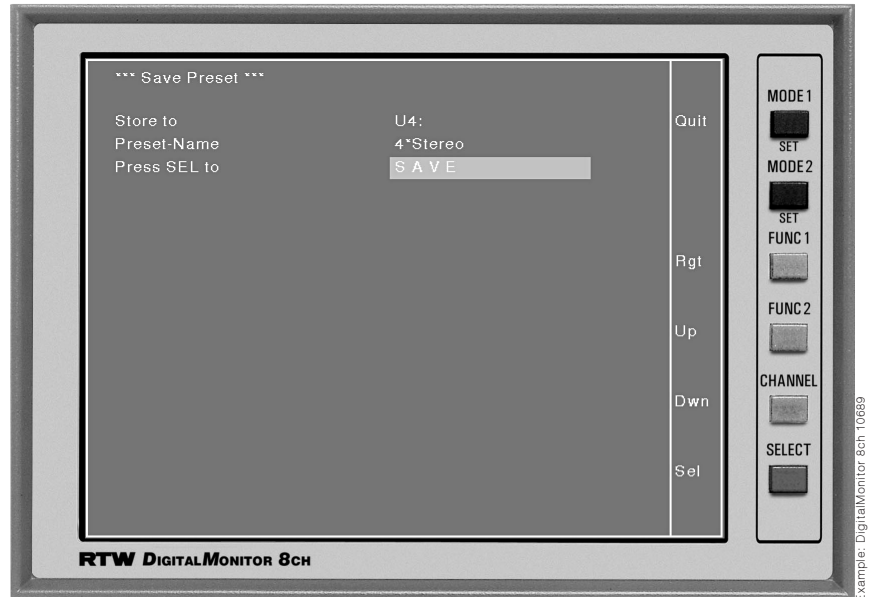 *** Save Preset ***
Store to U4:
Preset-Name 4*Stereo
Press SEL to S A V E
Quit
Rgt
Up
Dwn
Sel
MODE 1
SET
MODE 2
SET
FUNC 1
FUNC 2
CHANNEL
SELECT
RTW DIGITALMONITOR 8CH
Example: DigitalMonitor 8ch 10689